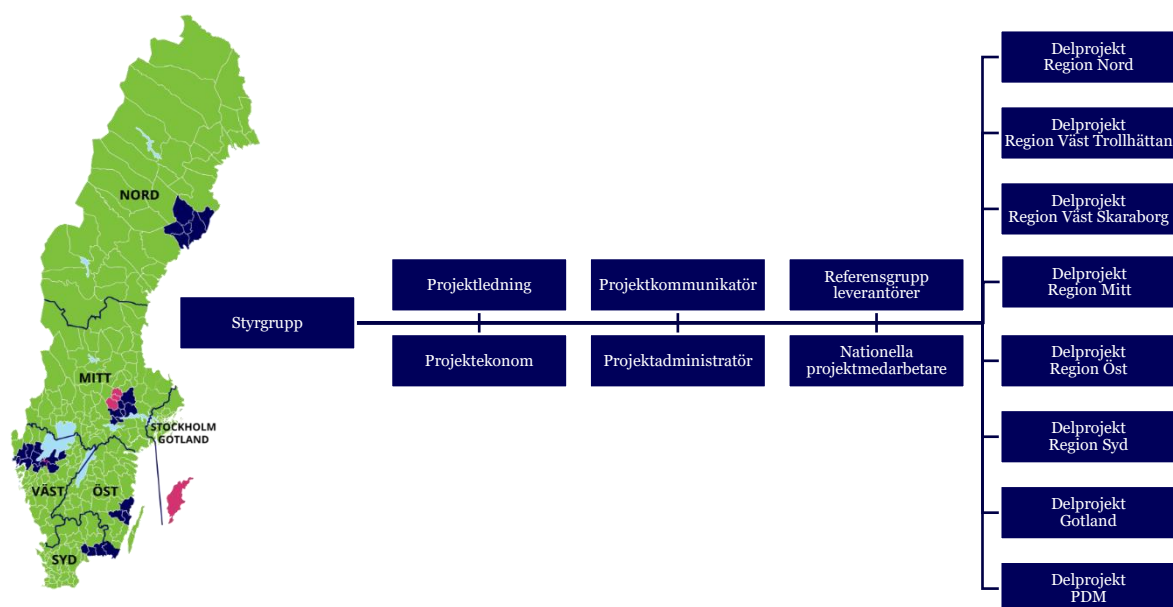 NORD
MITT
STOCKHOLM
GOTLAND
VÄST
ÖST
SYD
Styrgrupp
Projektledning
Projektkommunikatör
Referensgrupp
leverantörer
Projektekonom
Projektadministratör
Nationella
projektmedarbetare
Delprojekt
Region Nord
Delprojekt
Region Väst Trollhättan
Delprojekt
Region Väst Skaraborg
Delprojekt
Region Mitt
Delprojekt
Region Öst
Delprojekt
Region Syd
Delprojekt
Gotland
Delprojekt
PDM